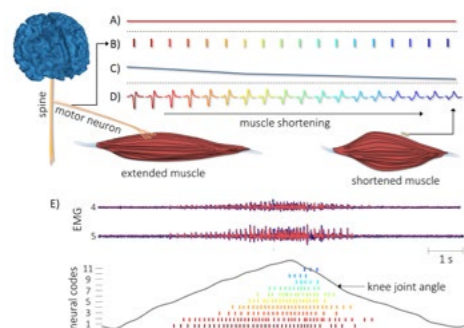 A)
B)
C)
D)
spine
motor neuron
muscle shortening
extended muscle
shortened muscle
E)
EMG
4
5
1 s
neural codes
11
9
7
5
3
1
knee joint angle